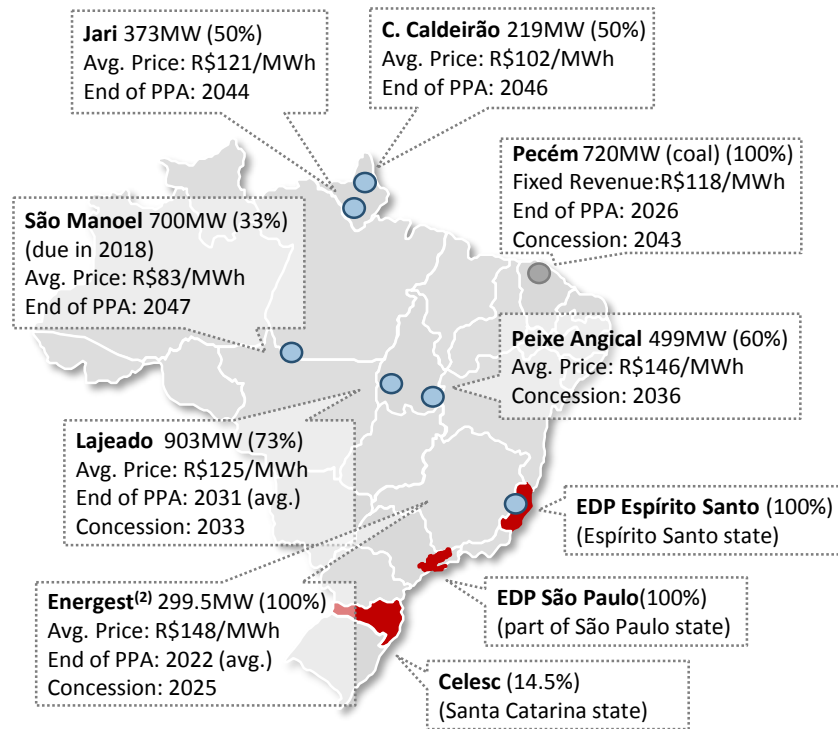 Jari 373MW (50%)
Avg. Price: R$121/MWh
End of PPA: 2044
C. Caldeirão 219MW (50%)
Avg. Price: R$102/MWh
End of PPA: 2046
Pecém 720MW (coal) (100%)
Fixed Revenue:R$118/MWh
End of PPA: 2026
Concession: 2043
São Manoel 700MW (33%)
(due in 2018)
Avg. Price: R$83/MWh
End of PPA: 2047
Peixe Angical 499MW (60%)
Avg. Price: R$146/MWh
Concession: 2036
Lajeado 903MW (73%)
Avg. Price: R$125/MWh
End of PPA: 2031 (avg.)
Concession: 2033
EDP Espírito Santo (100%)
(Espírito Santo state)
Energest(2) 299.5MW (100%)
Avg. Price: R$148/MWh
End of PPA: 2022 (avg.)
Concession: 2025
EDP São Paulo(100%)
(part of São Paulo state)
Celesc (14.5%)
(Santa Catarina state)